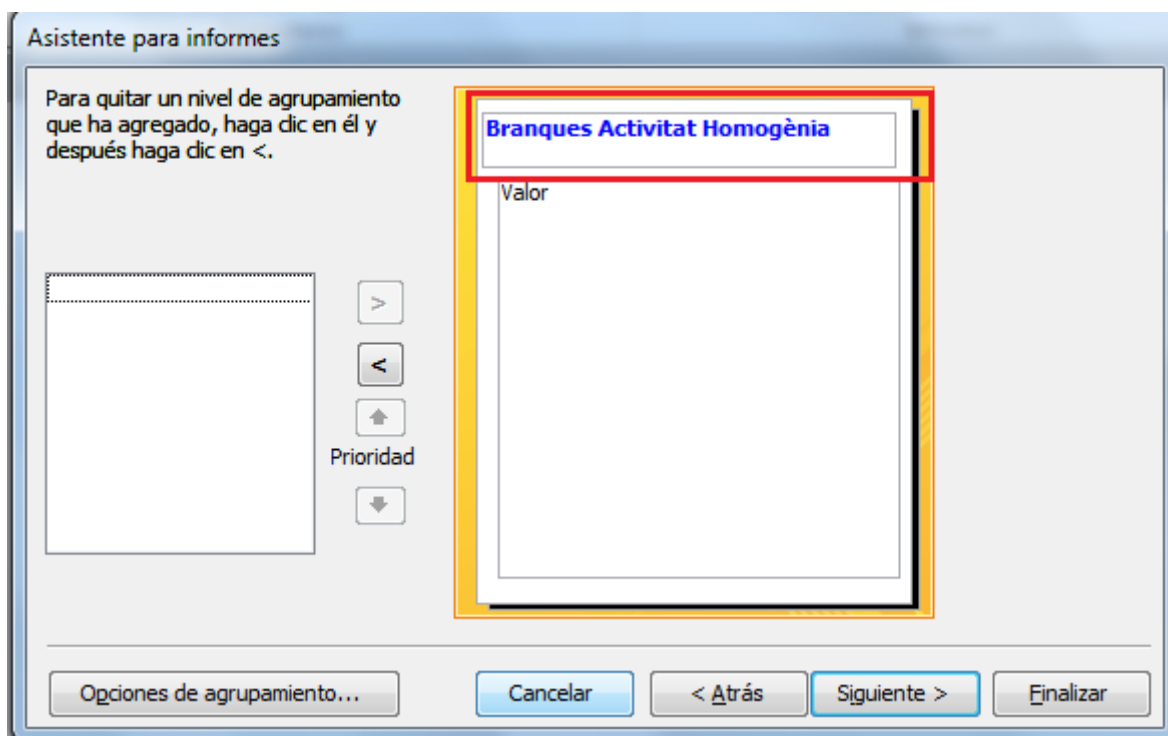 Asistente para informes
Para quitar un nivel de agrupamiento
que ha agregado, haga clic en él y
después haga clic en <.
Branques Activitat Homogènia
Valor
>
<
Prioridad
Opciones de agrupamiento...
Cancelar
< Atrás
Siguiente >
Finalizar